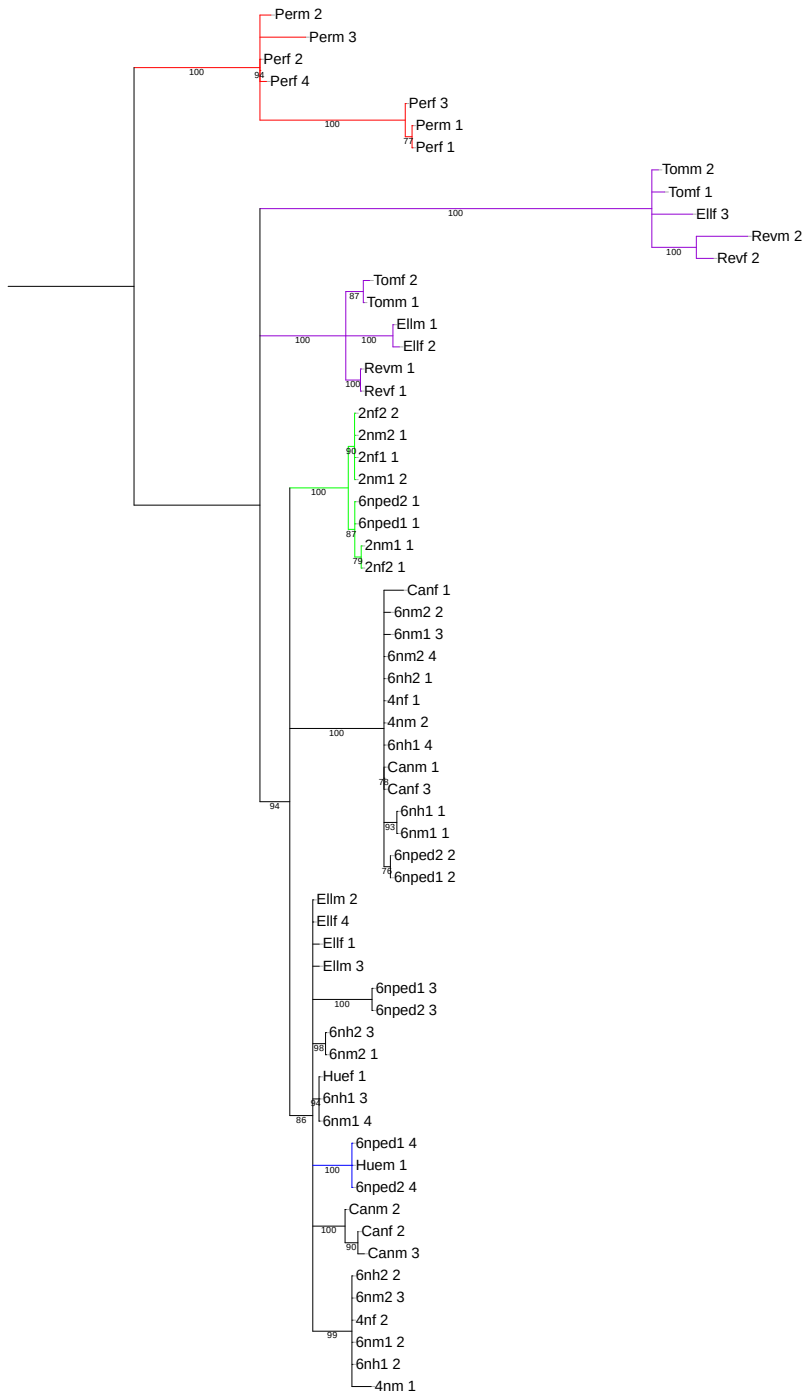 Perm 2
Perm 3
100
Perf 2
94
Perf 4
Perf 3
100
Perm 1
77
Perf 1
Tomm 2
Tomf 1
100
Ellf 3
Revm 2
100
Revf 2
Tomf 2
87
Tomm 1
Ellm 1
100
100
Ellf 2
Revm 1
100
Revf 1
2nf2 2
2nm2 1
90
2nf1 1
2nm1 2
100
6nped2 1
6nped1 1
87
2nm1 1
79
2nf2 1
Canf 1
6nm2 2
6nm1 3
6nm2 4
6nh2 1
4nf 1
4nm 2
100
6nh1 4
Canm 1
78
Canf 3
94
6nh1 1
93
6nm1 1
6nped2 2
76
6nped1 2
Ellm 2
Ellf 4
Ellf 1
Ellm 3
6nped1 3
100
6nped2 3
6nh2 3
98
6nm2 1
Huef 1
94
6nh1 3
86
6nm1 4
6nped1 4
100
Huem 1
6nped2 4
Canm 2
100
Canf 2
90
Canm 3
6nh2 2
6nm2 3
4nf 2
99
6nm1 2
6nh1 2
4nm 1